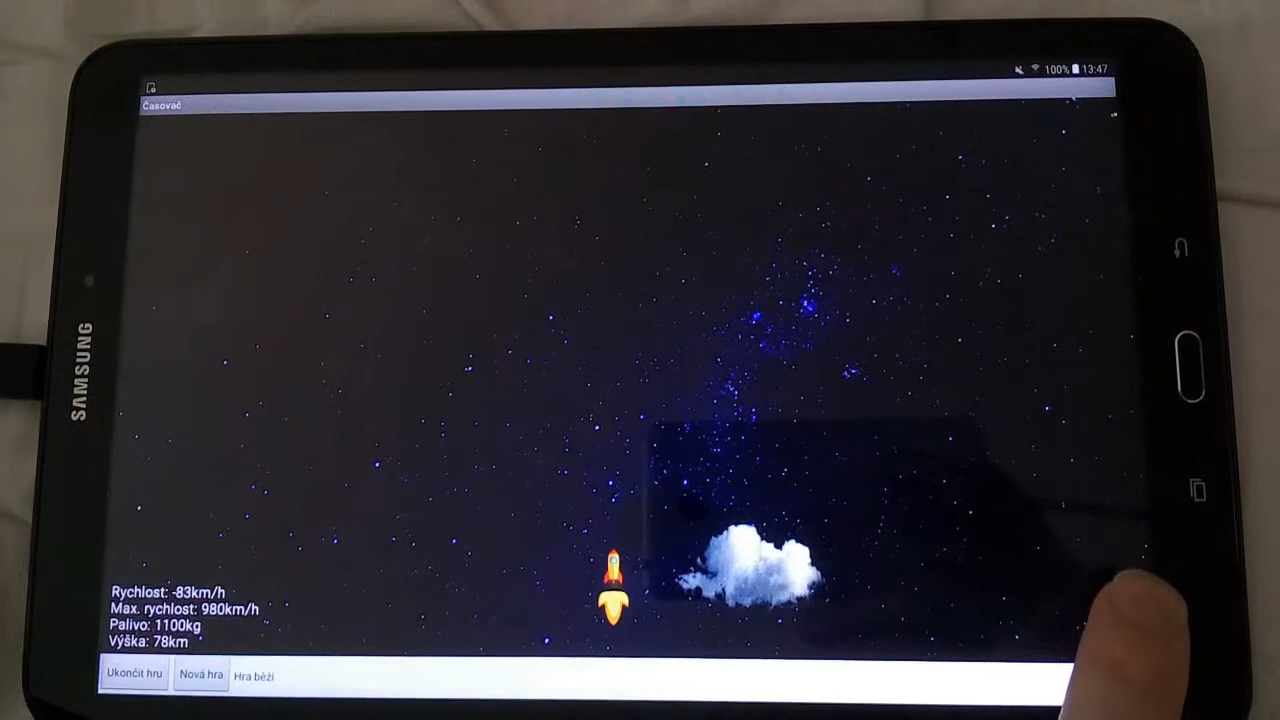 100% 13:47
Časovač
SAMSUNG
Rychlost: -83km/h
Max. rychlost: 980km/h
Palivo: 1100kg
Výška: 78km
Ukončit hru Nová hra Hra běží